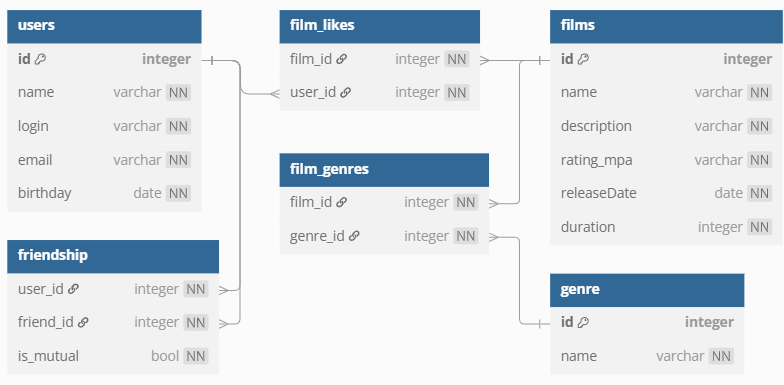 users
id integer
name varchar NN
login varchar NN
email varchar NN
birthday date NN
friendship
user_id integer NN
friend_id integer NN
is_mutual bool NN
film_likes
film_id integer NN
user_id integer NN
film_genres
film_id integer NN
genre_id integer NN
films
id integer
name varchar NN
description varchar NN
rating_mpa varchar NN
releaseDate date NN
duration integer NN
genre
id integer
name varchar NN